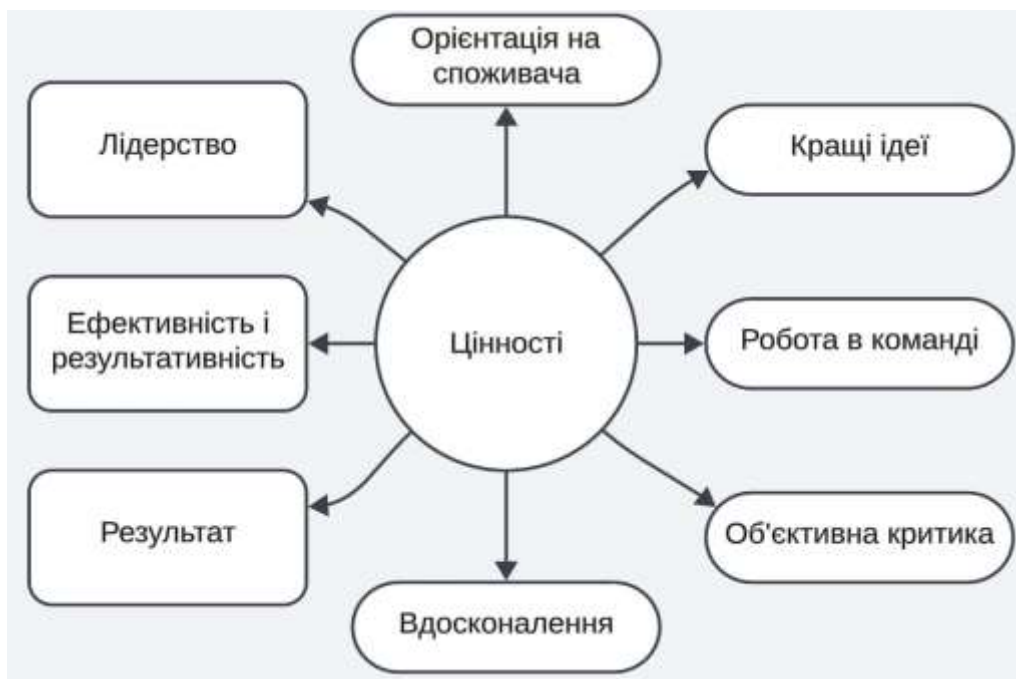 Орієнтація на
споживача
Лідерство
Кращі ідеї
Ефективність і
результативність
Цінності
Робота в команді
Результат
Об'єктивна критика
Вдосконалення